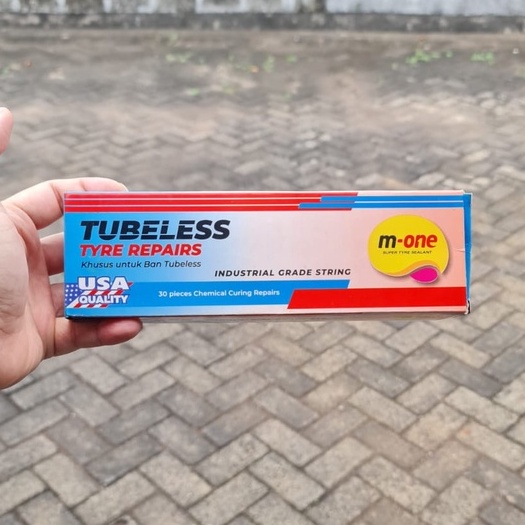 TUBELESS
TYRE REPAIRS
Khusus untuk Ban Tubeless
USA
QUALITY
INDUSTRIAL GRADE STRING
30 pieces Chemical Curing Repairs
m-one
SUPER TYRE SEALANT